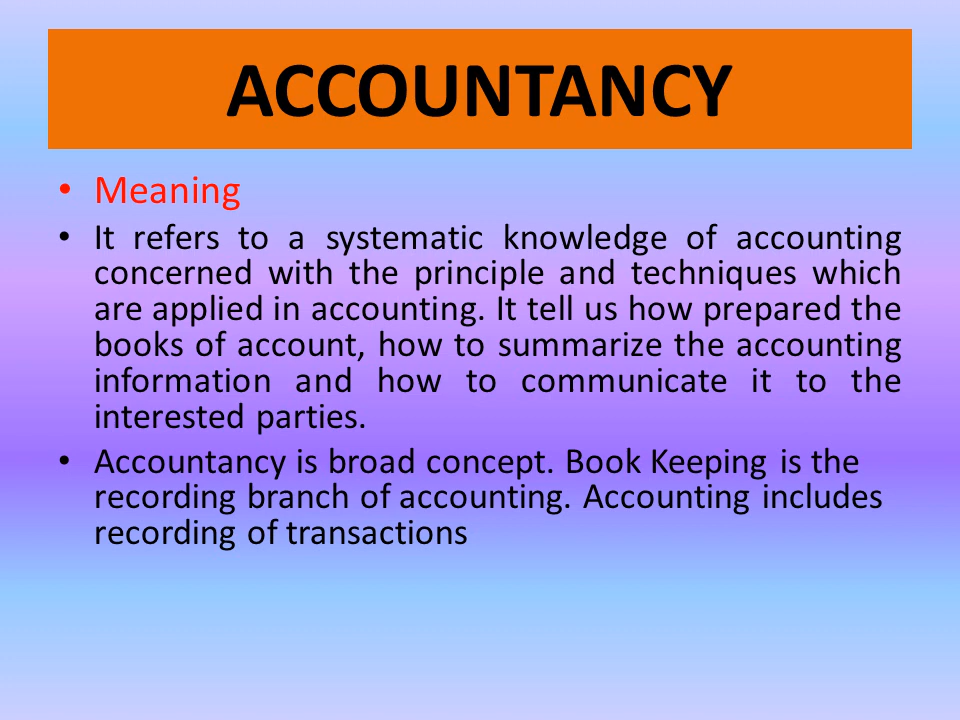 ACCOUNTANCY
• Meaning
• It refers to a systematic knowledge of accounting
concerned with the principle and techniques which
are applied in accounting. It tell us how prepared the
books of account, how to summarize the accounting
information and how to communicate it to the
interested parties.
• Accountancy is broad concept. Book Keeping is the
recording branch of accounting. Accounting includes
recording of transactions